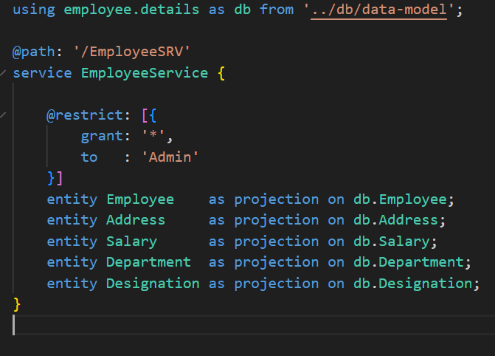 using employee.details as db from '../db/data-model';
@path: '/EmployeeSRV'
service EmployeeService {
@restrict: [{
grant: '*',
to   : 'Admin'
}]
entity Employee    as projection on db.Employee;
entity Address     as projection on db.Address;
entity Salary      as projection on db.Salary;
entity Department  as projection on db.Department;
entity Designation as projection on db.Designation;
}